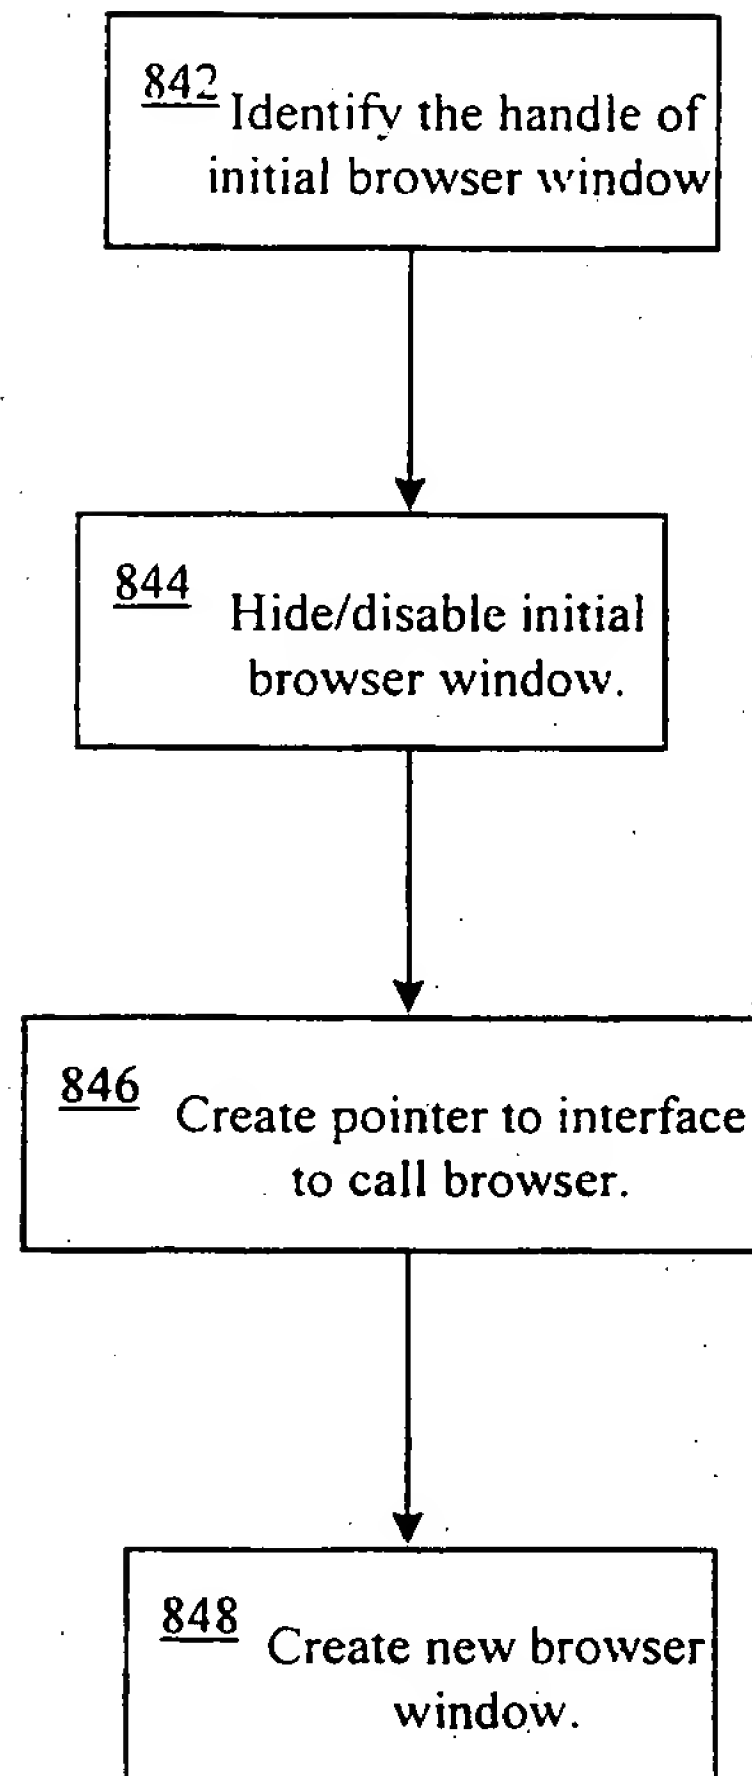 842
Identify the handle of
initial browser window
844
Hide/disable initial
browser window.
846
Create pointer to interface
to call browser.
848
Create new browser
window.